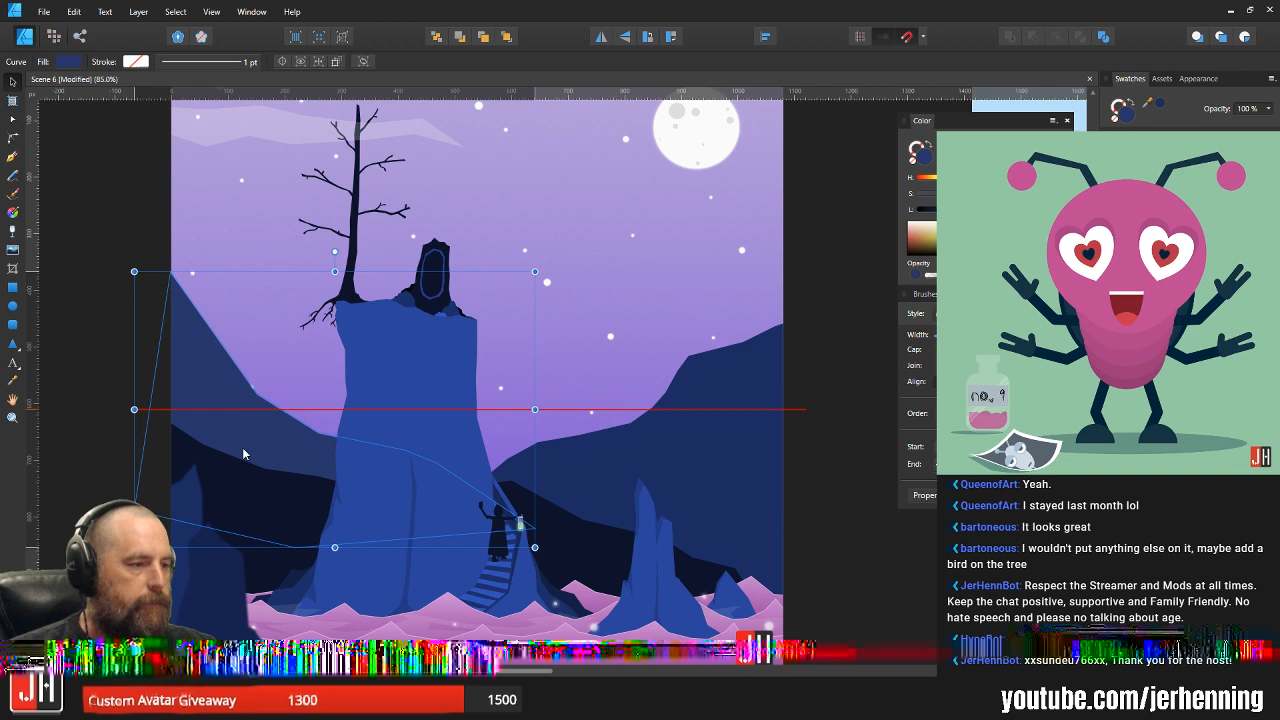 File Edit Text Layer Select View Window Help
Curve Fill: Stroke: 1 pt
Scene 6 [Modified] (85.0%)
Swatches Assets Appearance
Opacity: 100 %
Color
H:
S:
L:
Opacity
Brushes
Style:
Width:
Cap:
Join:
Align:
Order:
Start:
End:
Proper
QueenofArt: Yeah.
QueenofArt: I stayed last month lol
bartoneous: It looks great
bartoneous: I wouldn't put anything else on it, maybe add a
bird on the tree
JerHennBot: Respect the Streamer and Mods at all times.
Keep the chat positive, supportive and Family Friendly. No
hate speech and please no talking about age.
JerHennBot: xxsundeu766xx, Thank you for the host!
JH
Custom Avatar Giveaway 1300 1500
youtube.com/jerhenning